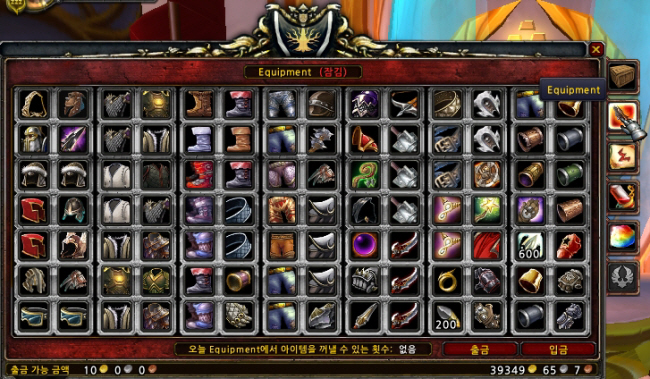 Equipment (잠김)
Equipment
600
200
오늘 Equipment에서 아이템을 꺼낼 수 있는 횟수: 없음
출금
입금
출금 가능 금액 10 0 0
39349 65 7